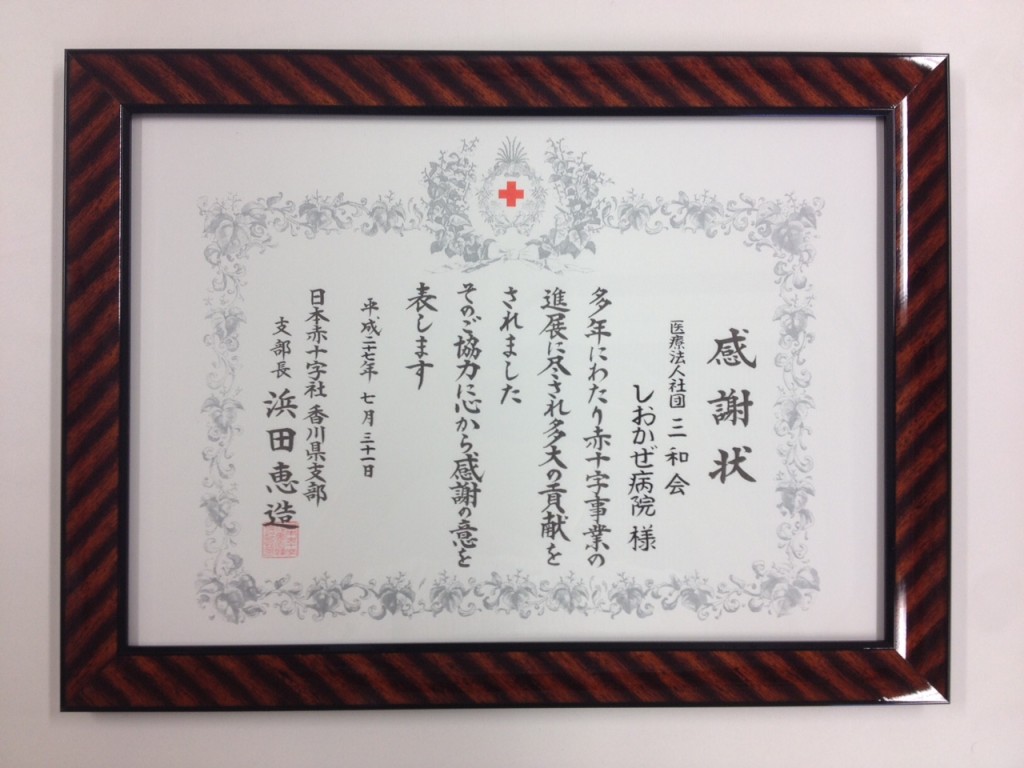 感謝状
医療法人社団 三和会
しおかぜ病院 様
多年にわたり赤十字事業の
進展に尽され多大の貢献を
されました
そのご協力に心から感謝の意を
表します
平成二十七年 七月 三十一日
日本赤十字社 香川県支部
支部長 浜田恵造